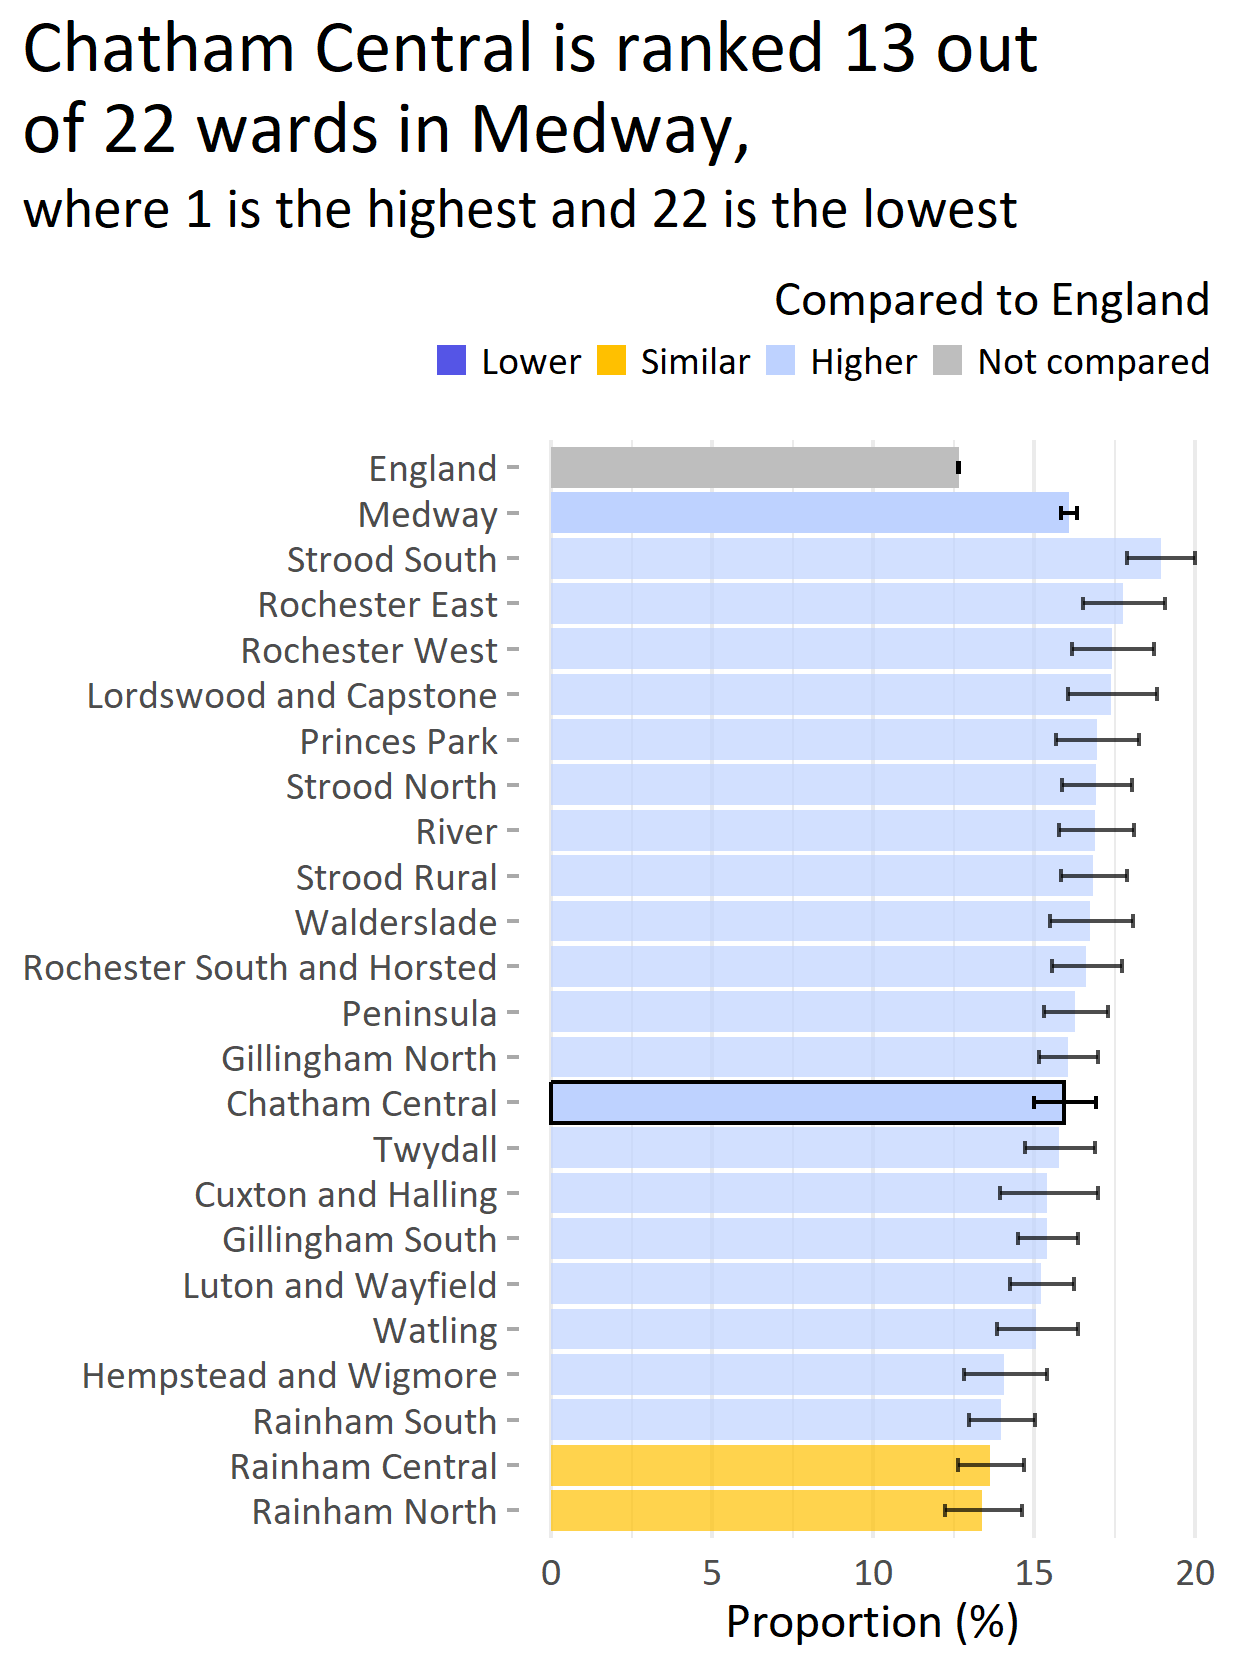 Chatham Central is ranked 13 out
of 22 wards in Medway,
where 1 is the highest and 22 is the lowest
Compared to England
Lower Similar Higher Not compared
England
Medway
Strood South
Rochester East
Rochester West
Lordswood and Capstone
Princes Park
Strood North
River
Strood Rural
Walderslade
Rochester South and Horsted
Peninsula
Gillingham North
Chatham Central
Twydall
Cuxton and Halling
Gillingham South
Luton and Wayfield
Watling
Hempstead and Wigmore
Rainham South
Rainham Central
Rainham North
0 5 10 15 20
Proportion (%)